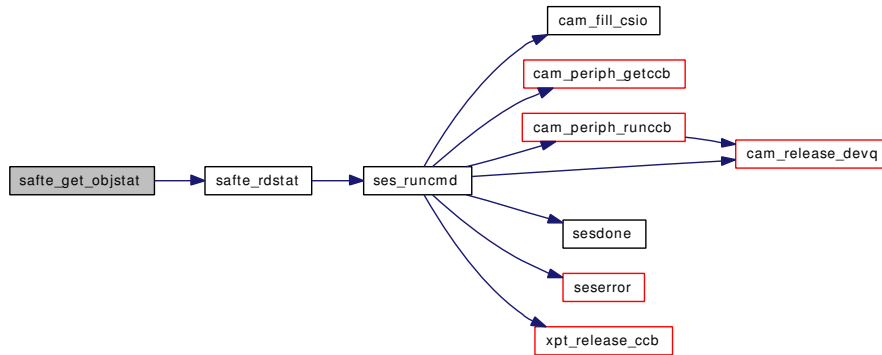 safte_get_objstat
safte_rdstat
ses_runcmd
cam_fill_csio
cam_periph_getccb
cam_periph_runccb
cam_release_devq
sesdone
seserror
xpt_release_ccb